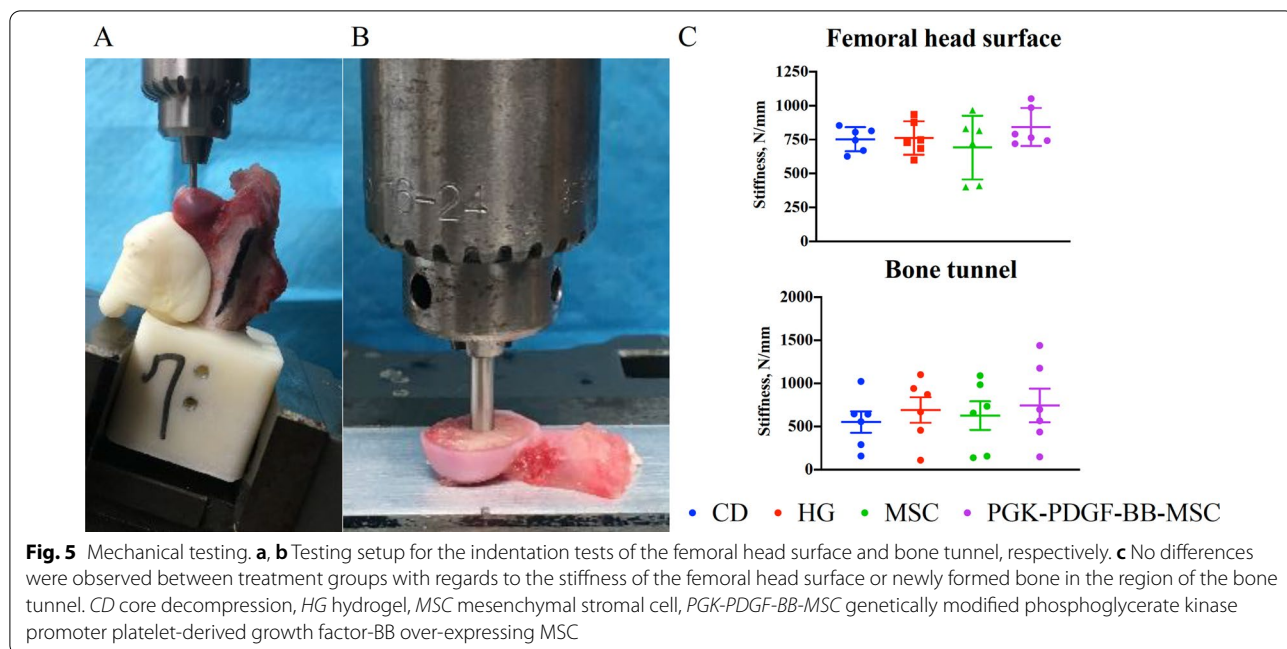 A
B
C
Femoral head surface
1250
1000
750
500
250
0
Stiffness, N/mm
16-24
7:
Bone tunnel
2000
1500
1000
500
0
Stiffness, N/mm
CD HG MSC PGK-PDGF-BB-MSC
Fig. 5 Mechanical testing. a, b Testing setup for the indentation tests of the femoral head surface and bone tunnel, respectively. c No differences
were observed between treatment groups with regards to the stiffness of the femoral head surface or newly formed bone in the region of the bone
tunnel. CD core decompression, HG hydrogel, MSC mesenchymal stromal cell, PGK-PDGF-BB-MSC genetically modified phosphoglycerate kinase
promoter platelet-derived growth factor-BB over-expressing MSC